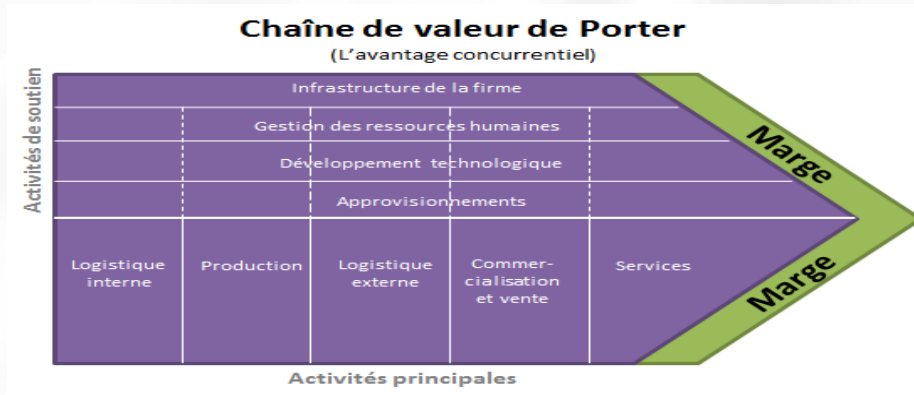 Chaîne de valeur de Porter
(L’avantage concurrentiel)
Activités de soutien
Infrastructure de la firme
Gestion des ressources humaines
Développement technologique
Approvisionnements
Marge
Logistique
interne
Production
Logistique
externe
Commer-
cialisation
et vente
Services
Marge
Activités principales